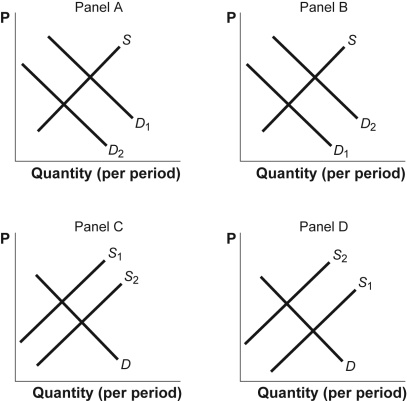 Panel A
P
S
D1
D2
Quantity (per period)
Panel B
P
S
D2
D1
Quantity (per period)
Panel C
P
S1
S2
D
Quantity (per period)
Panel D
P
S2
S1
D
Quantity (per period)